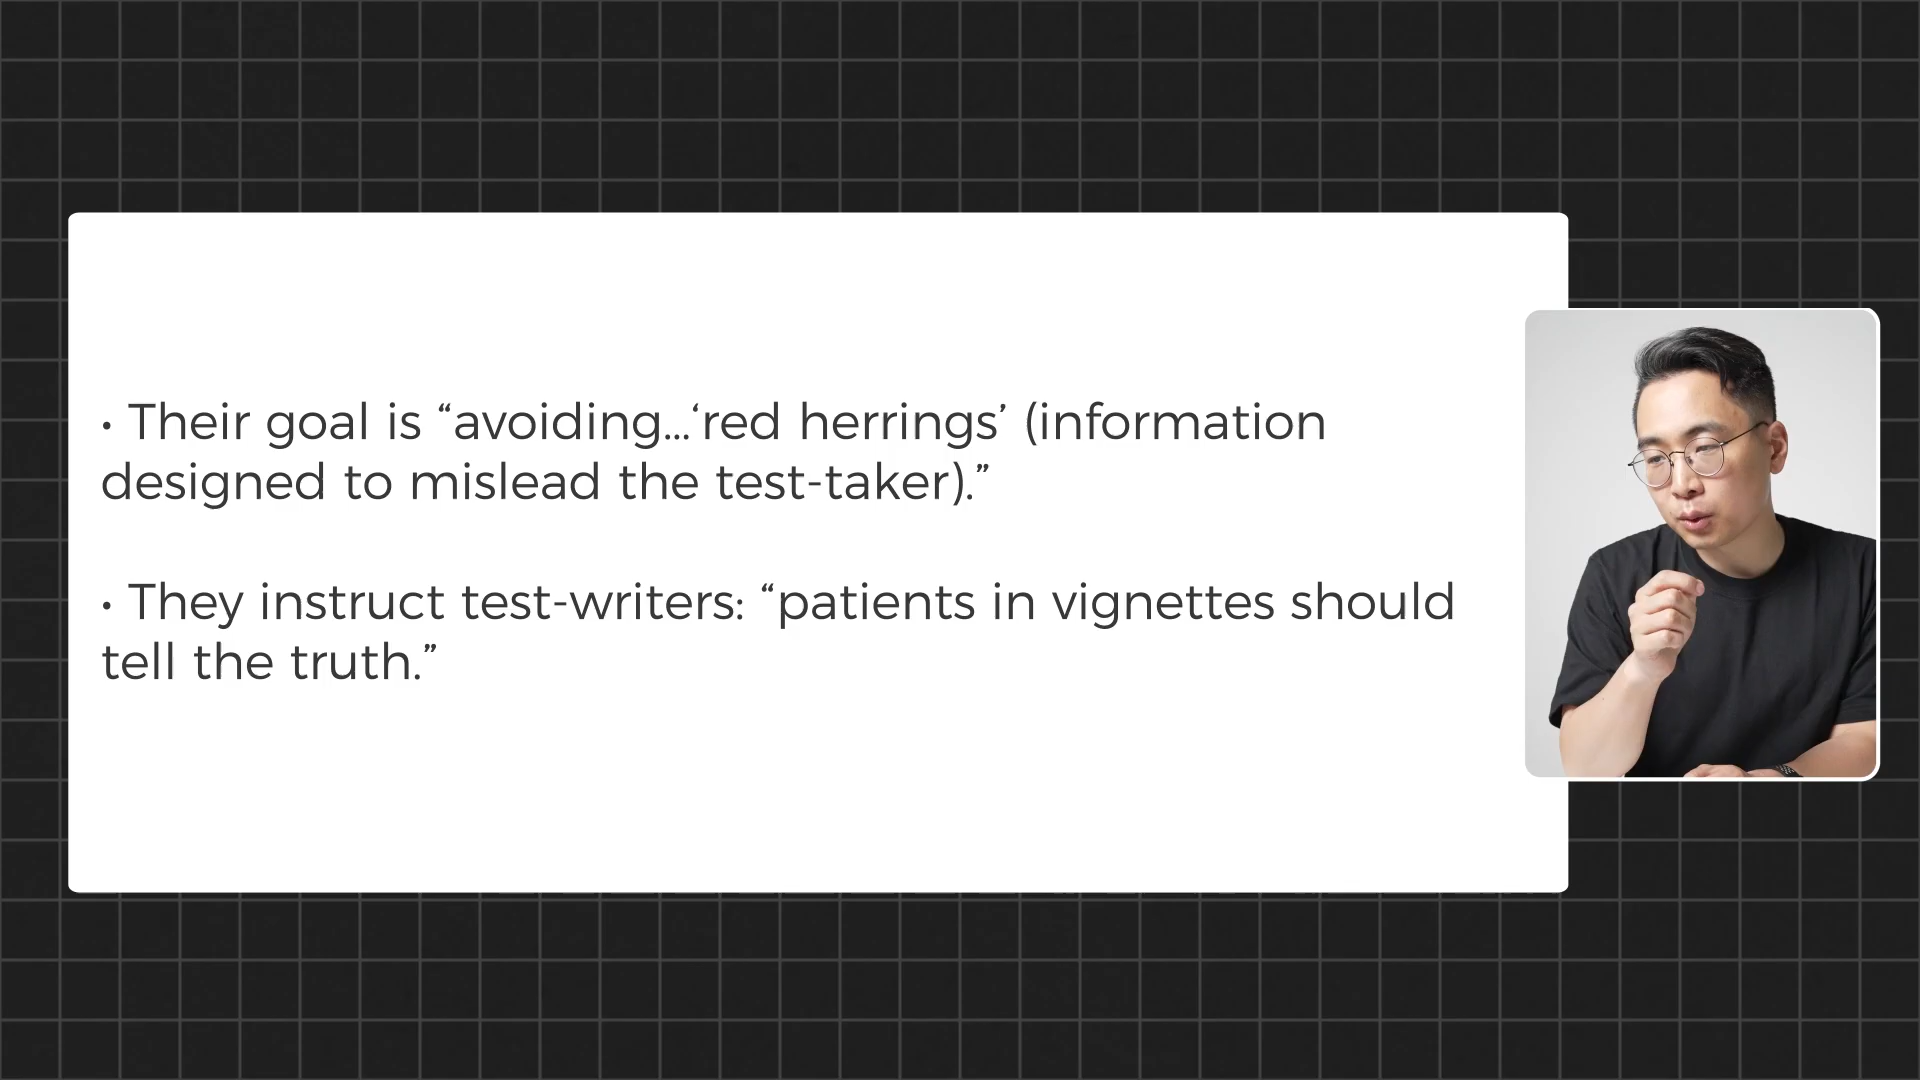 • Their goal is “avoiding...‘red herrings’ (information
designed to mislead the test-taker).”
• They instruct test-writers: “patients in vignettes should
tell the truth.”